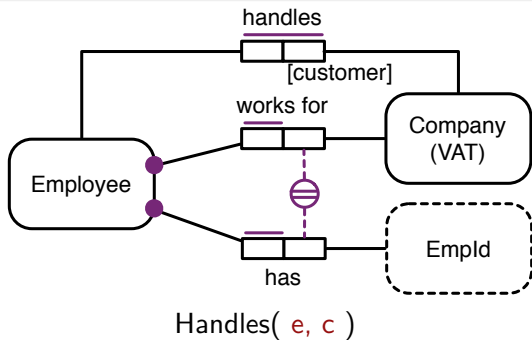 handles
[customer]
works for
Company
(VAT)
Employee
EmpId
has
Handles( e, c )